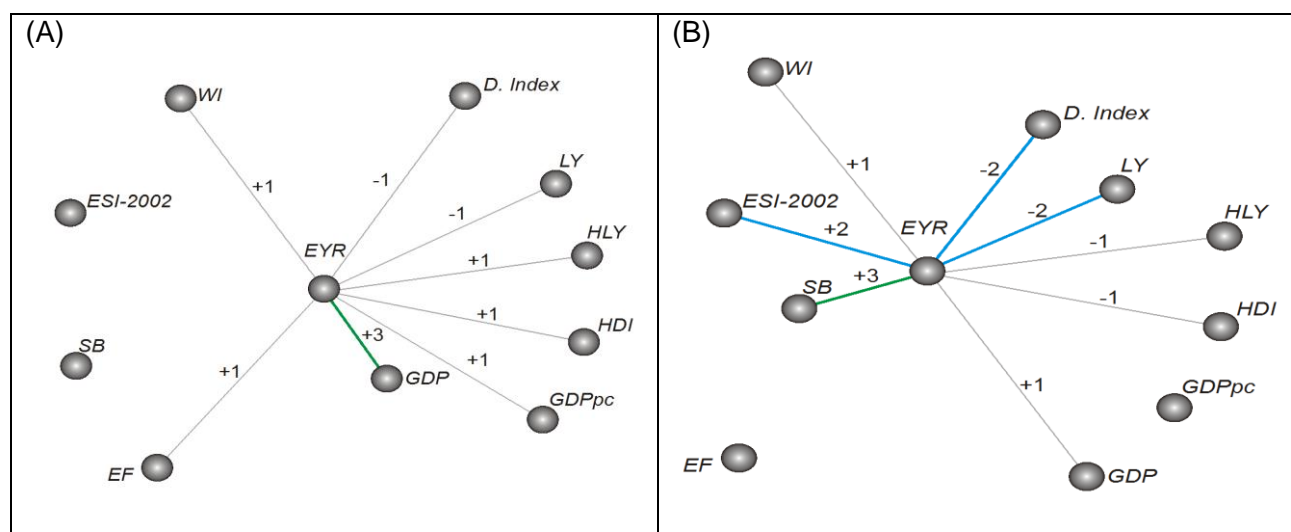 (A)
WI
D. Index
+1
-1
LY
ESI-2002
-1
EYR
HLY
+1
+1
HDI
+3
SB
+1
GDP
GDPpc
+1
EF
(B)
WI
D. Index
+1
-2
LY
ESI-2002
-2
EYR
HLY
+2
-1
SB
+3
-1
HDI
GDPpc
+1
EF
GDP